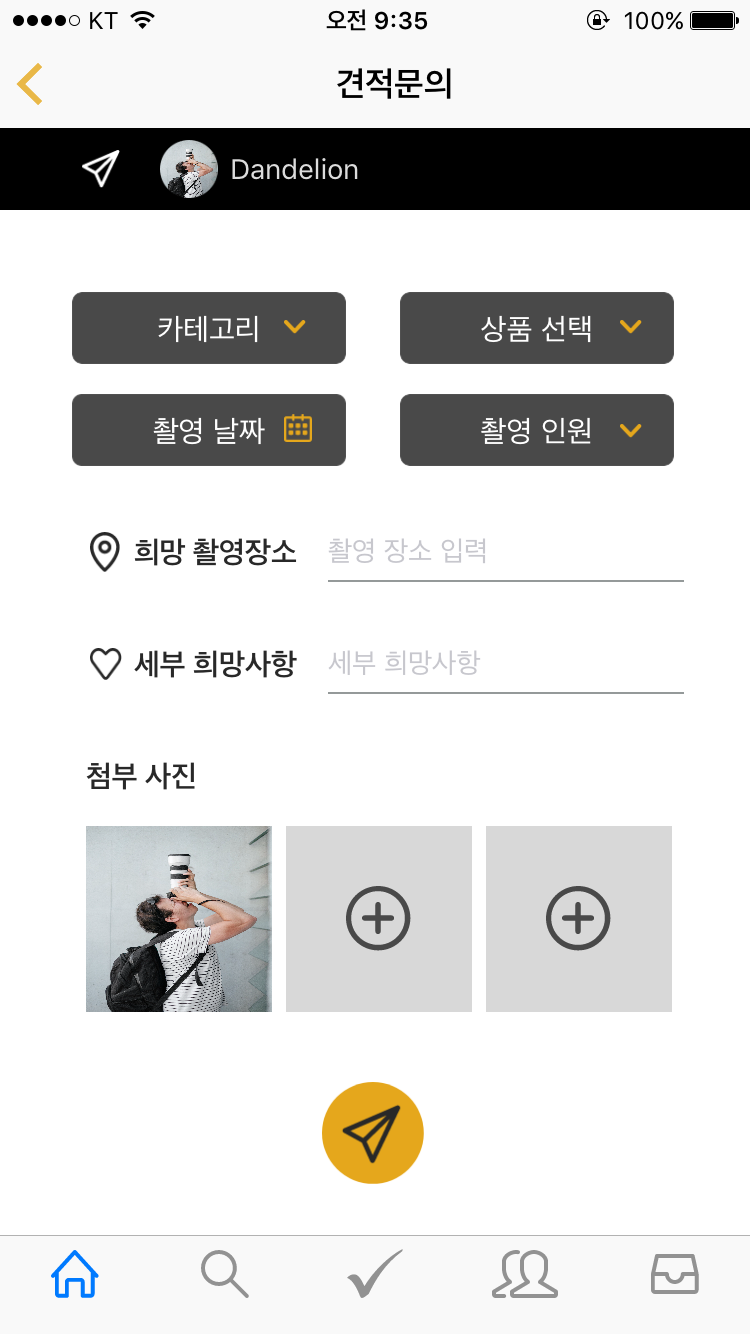 KT 오전 9:35 100%
견적문의
Dandelion
카테고리 상품 선택
촬영 날짜 촬영 인원
희망 촬영장소 촬영 장소 입력
세부 희망사항 세부 희망사항
첨부 사진